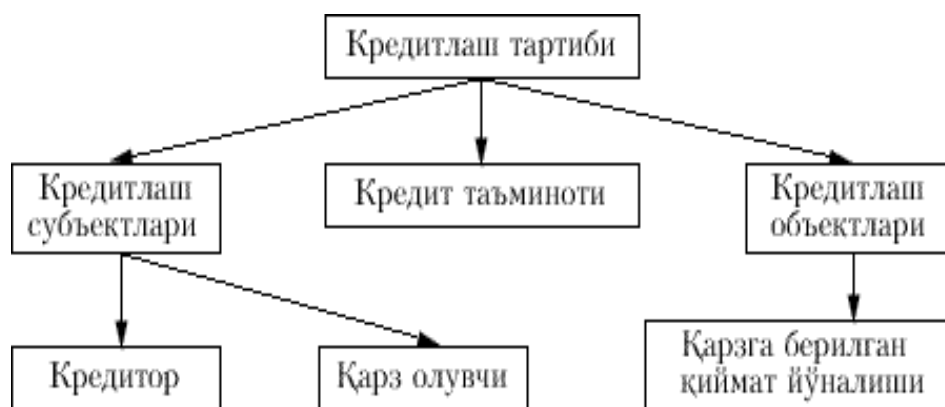 Кредитлаш тартиби
Кредитлаш
субъектлари
Кредит таъминоти
Кредитлаш
объектлари
Кредитор
Қарз олувчи
Қарзга берилган
қиймат йўналиши